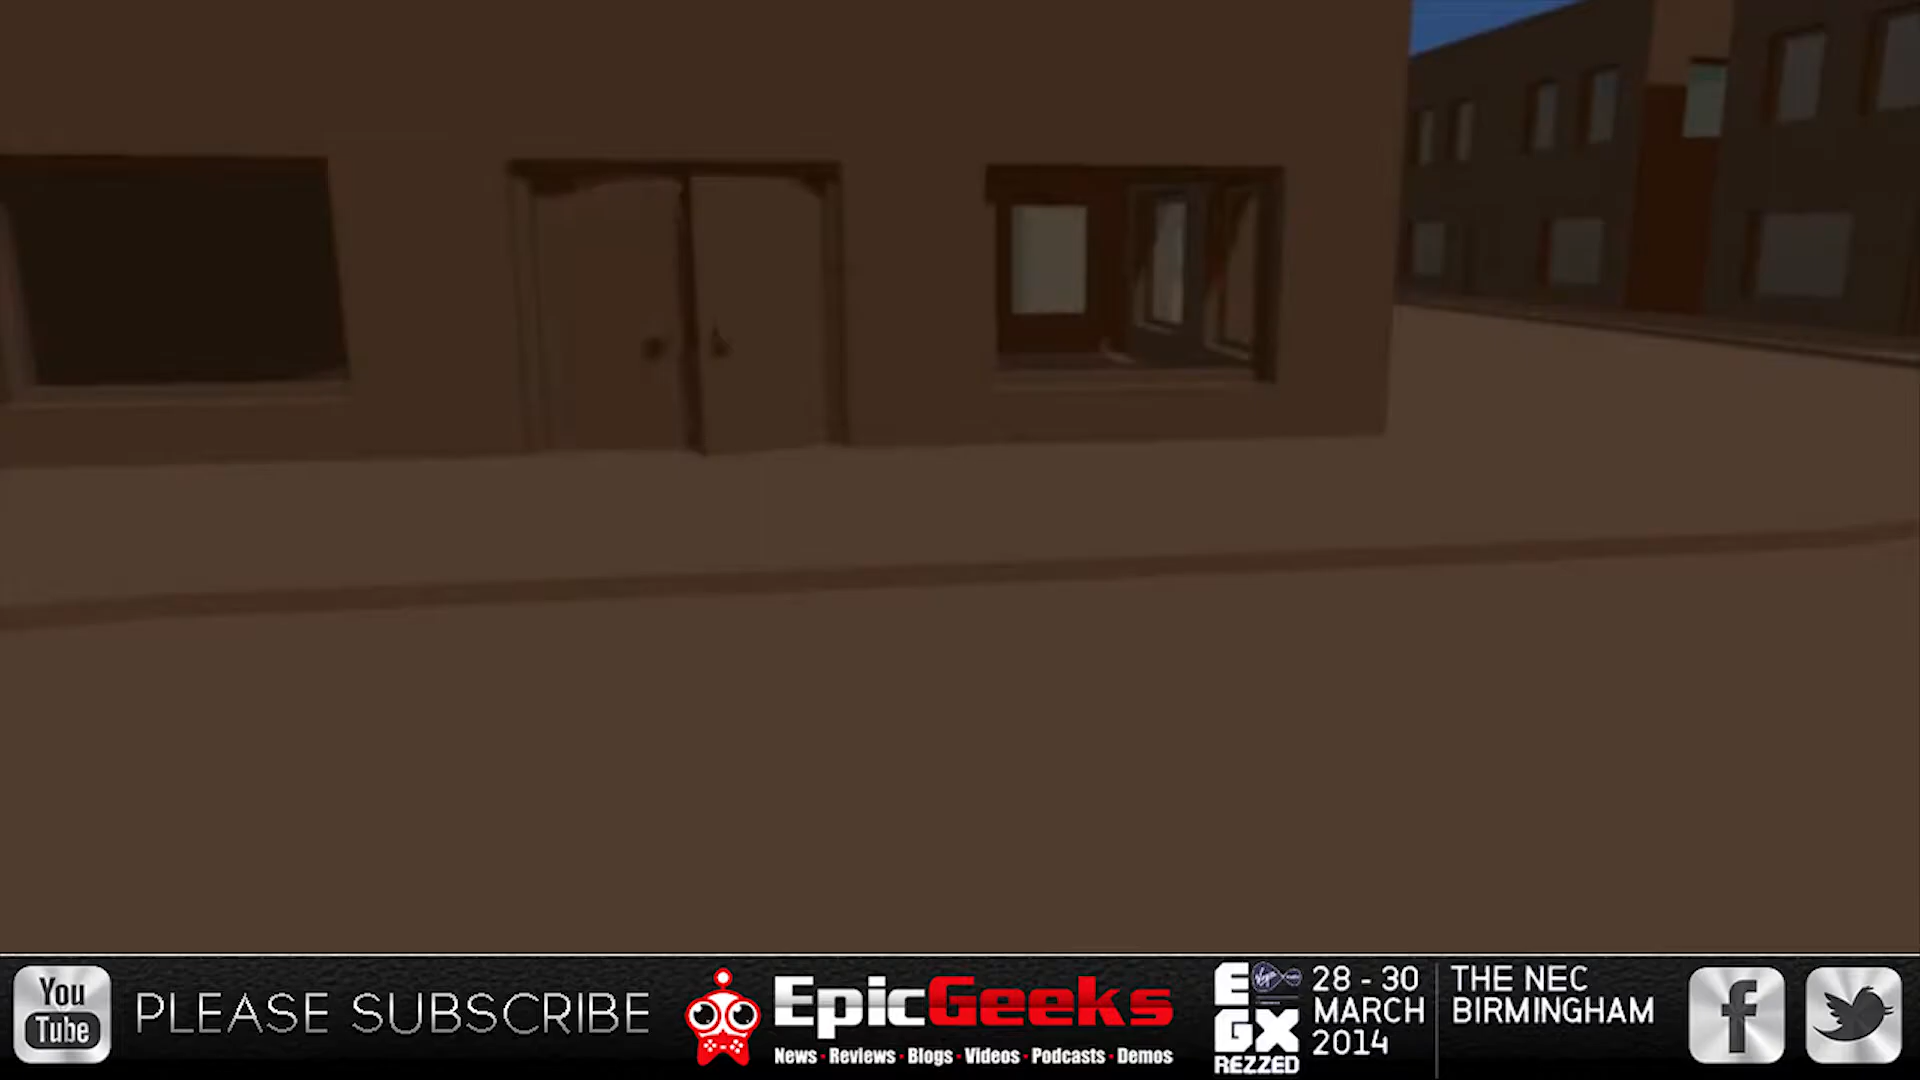 You
Tube
PLEASE SUBSCRIBE
EpicGeeks
News · Reviews · Blogs · Videos · Podcasts · Demos
EGX
REZZED
28 - 30
MARCH
2014
THE NEC
BIRMINGHAM